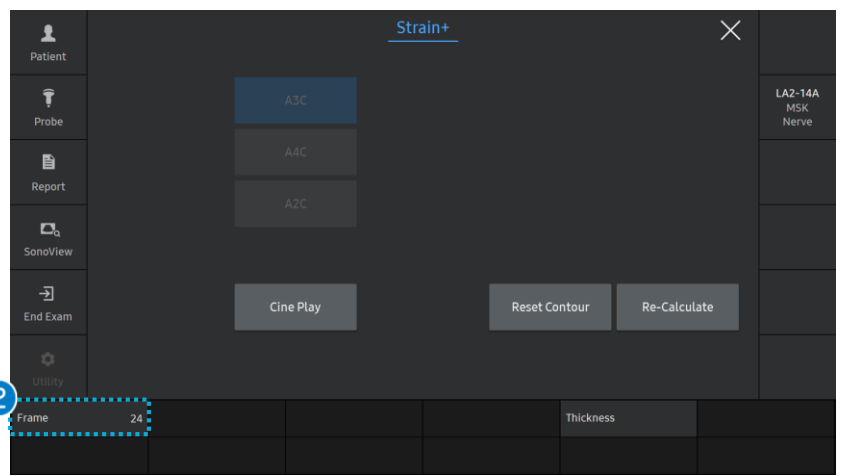 Strain+
Patient
Probe
Report
SonoView
End Exam
Utility
A3C
A4C
A2C
Cine Play
Reset Contour
Re-Calculate
LA2-14A
MSK
Nerve
2
Frame 24
Thickness